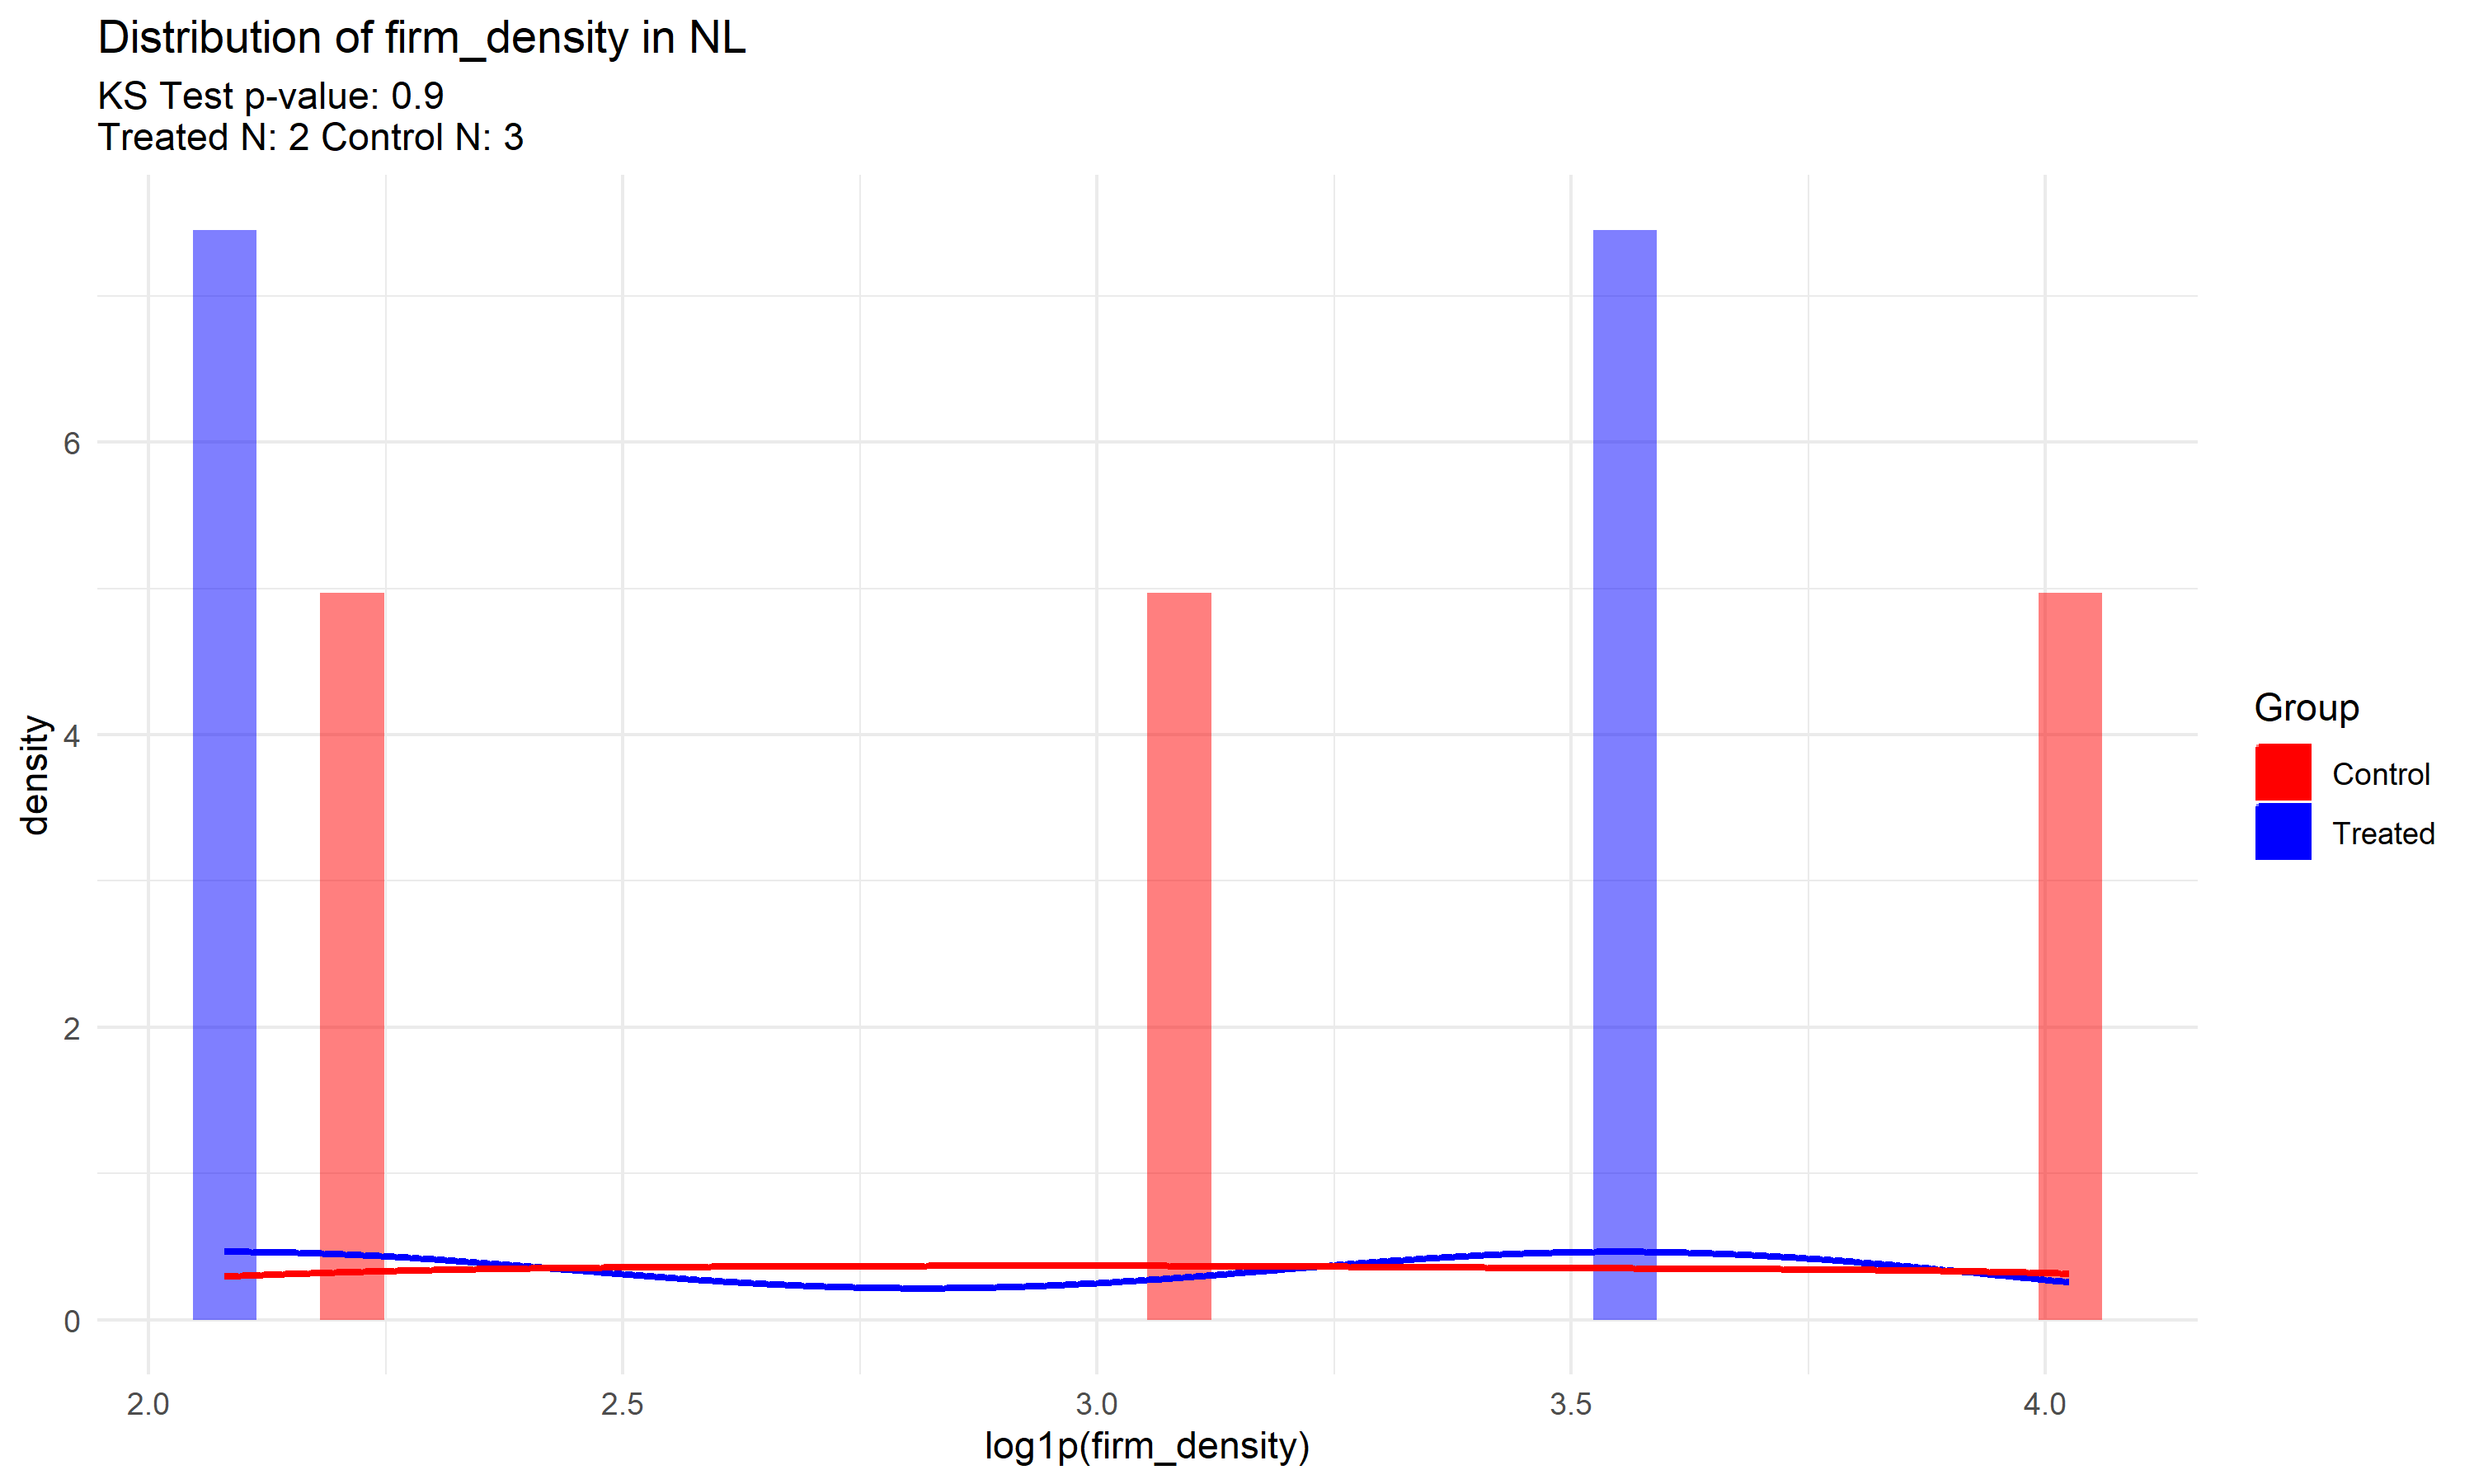 Distribution of firm_density in NL
KS Test p-value: 0.9
Treated N: 2 Control N: 3
density
6
4
2
0
2.0
2.5
3.0
3.5
4.0
log1p(firm_density)
Group
Control
Treated